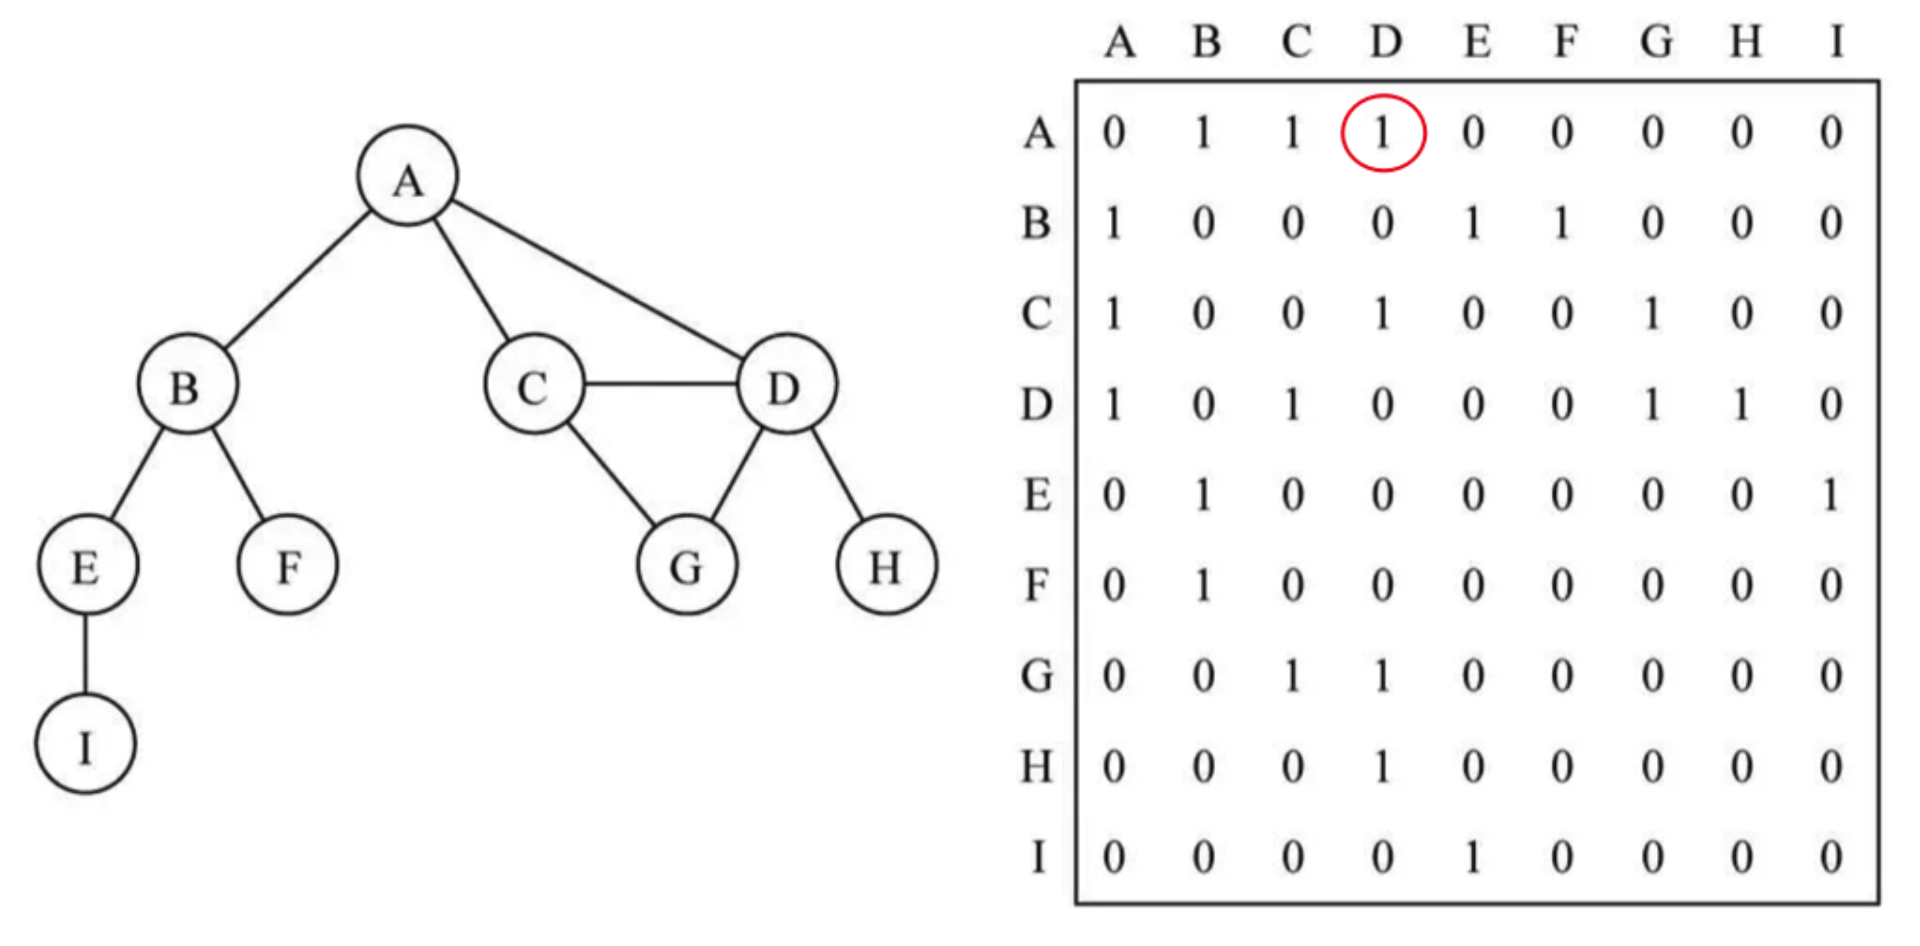 A
B
C
D
E
F
G
H
I
A B C D E F G H I
A 0 1 1 1 0 0 0 0 0
B 1 0 0 0 1 1 0 0 0
C 1 0 0 1 0 0 1 0 0
D 1 0 1 0 0 0 1 1 0
E 0 1 0 0 0 0 0 0 1
F 0 1 0 0 0 0 0 0 0
G 0 0 1 1 0 0 0 0 0
H 0 0 0 1 0 0 0 0 0
I 0 0 0 0 1 0 0 0 0